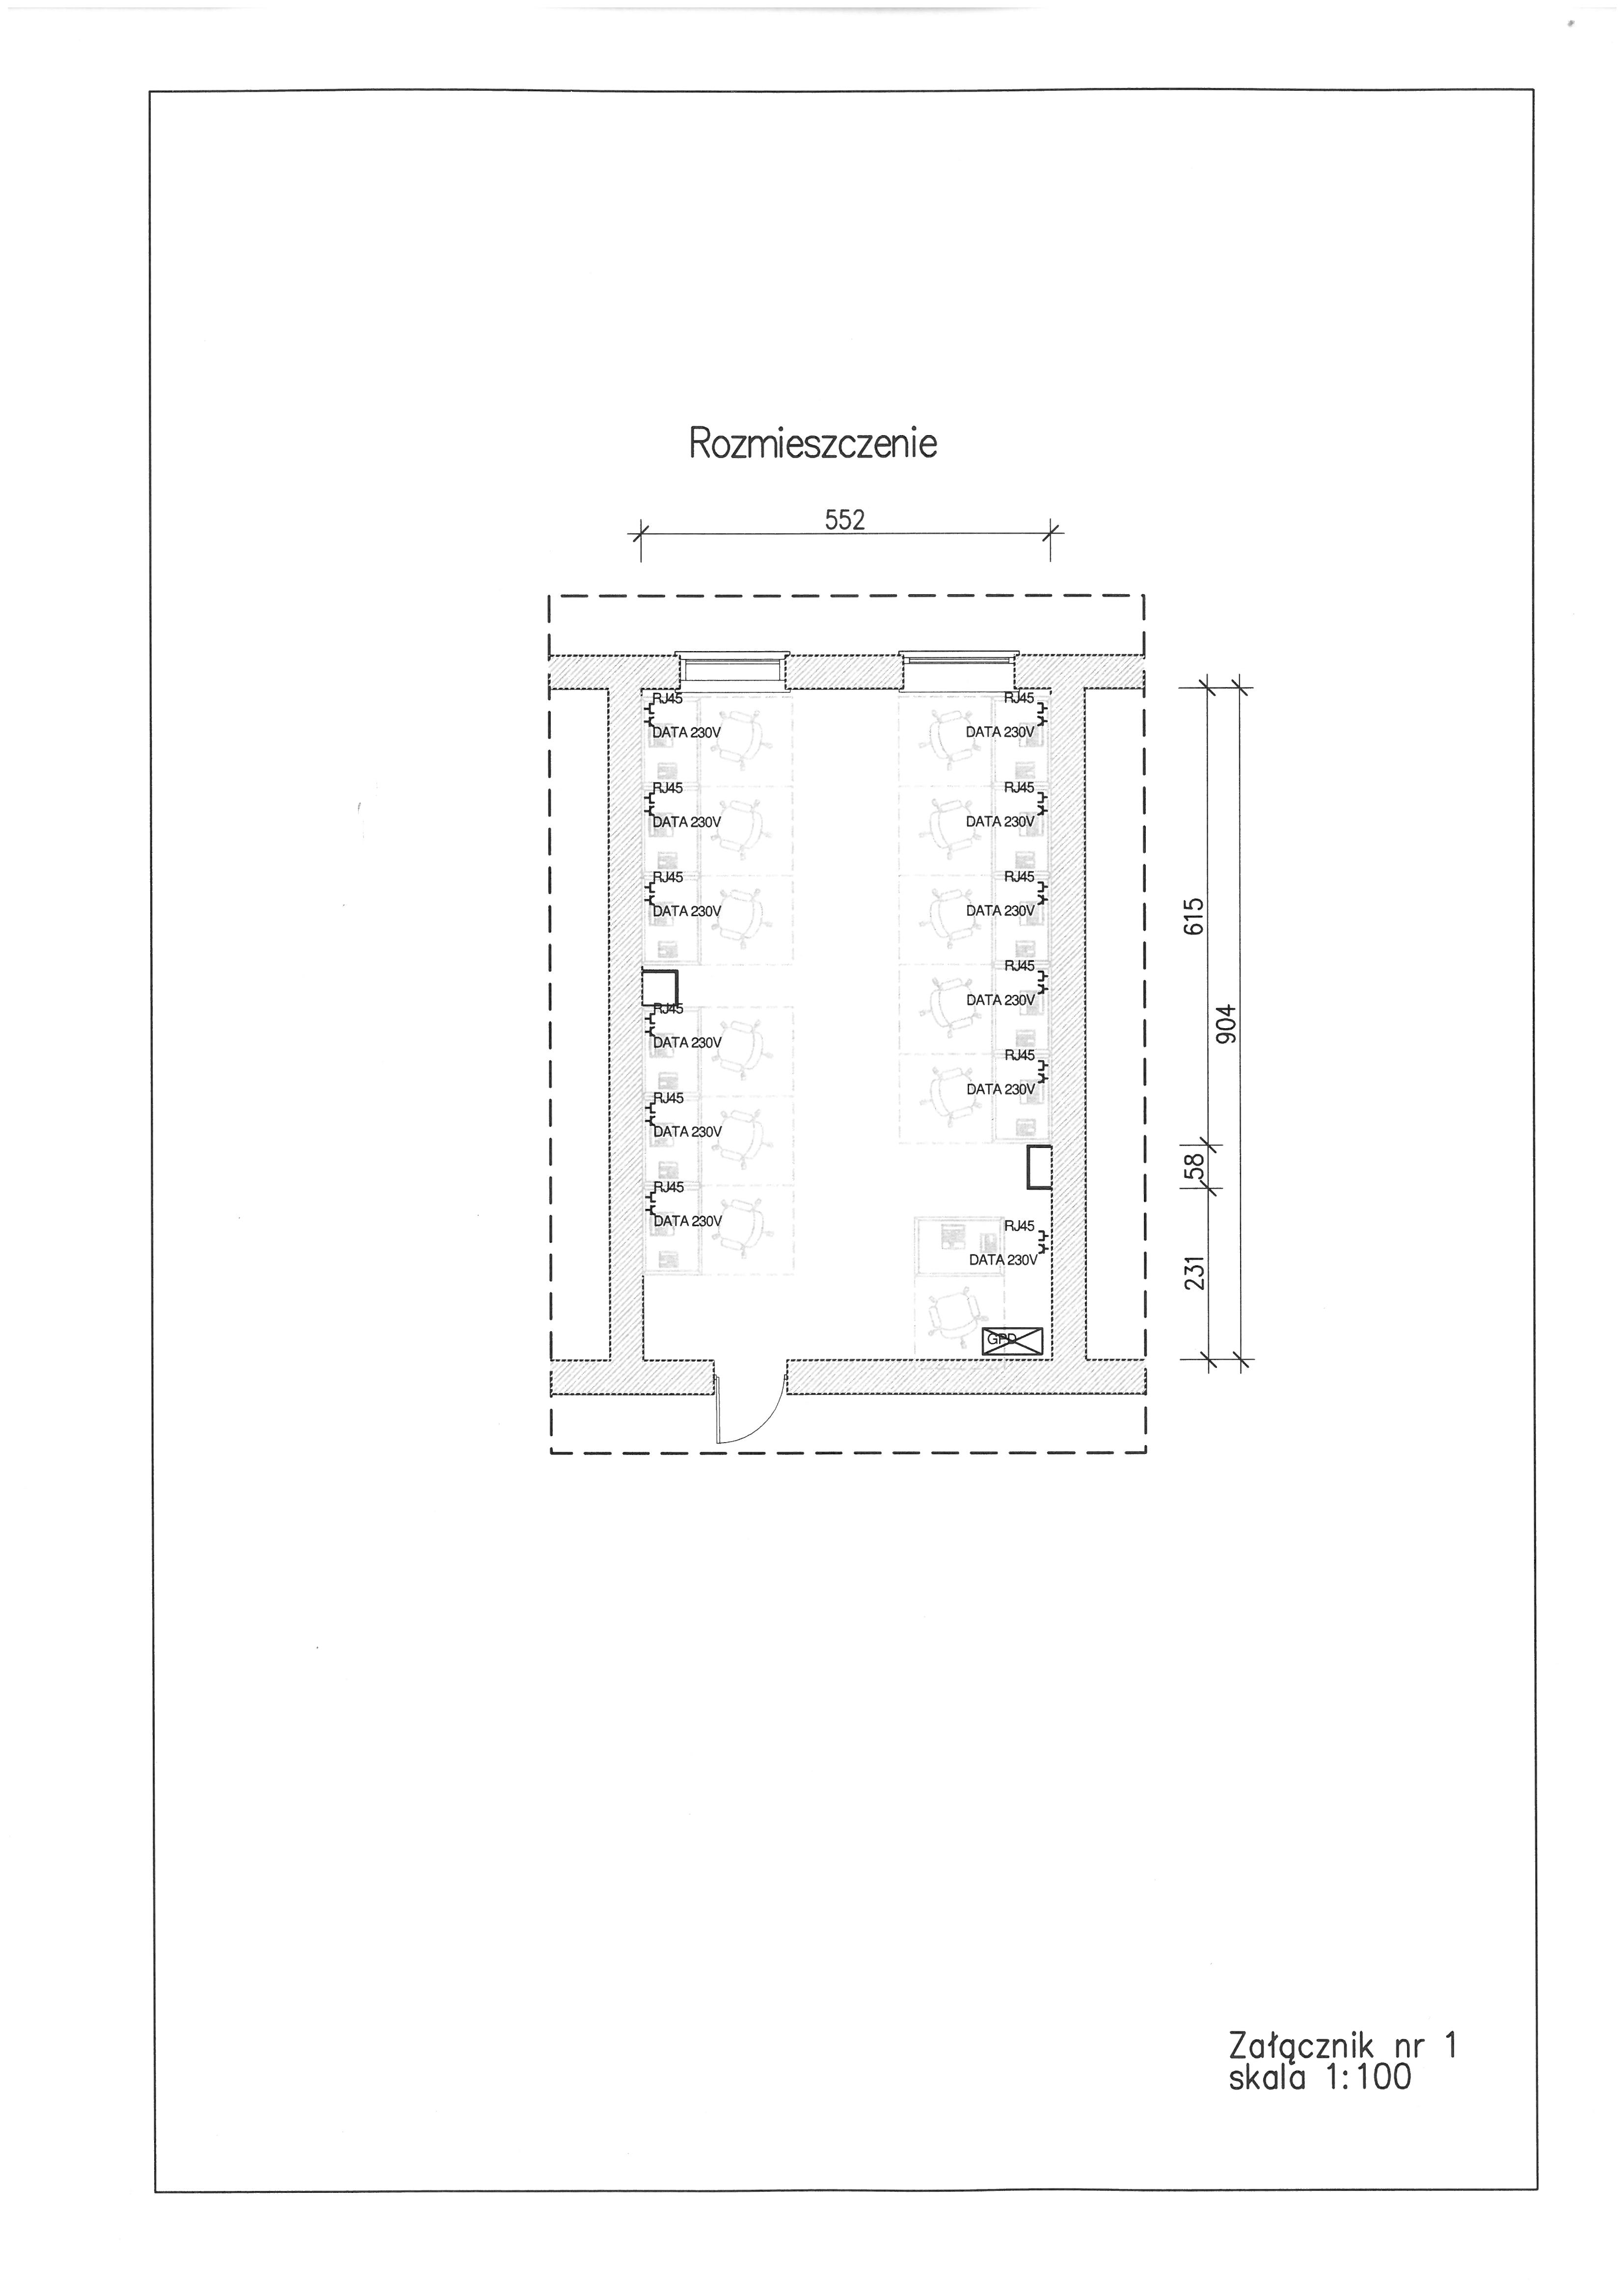 Rozmieszczenie
552
RJ45
DATA 230V
RJ45
DATA 230V
RJ45
DATA 230V
RJ45
DATA 230V
RJ45
DATA 230V
RJ45
DATA 230V
RJ45
DATA 230V
RJ45
DATA 230V
RJ45
DATA 230V
RJ45
DATA 230V
RJ45
DATA 230V
RJ45
DATA 230V
GPD
615
904
58
231
Załącznik nr 1
skala 1:100